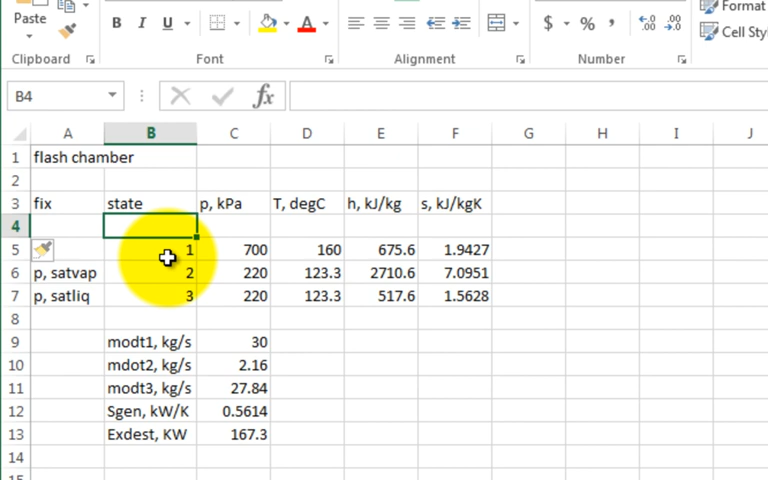 Paste
B I U
A
$ % ,
Format
Cell Sty
Clipboard Font Alignment Number
B4 fx
A B C D E F G H I J
1 flash chamber
2
3 fix state p, kPa T, degC h, kJ/kg s, kJ/kgK
4
5 1 700 160 675.6 1.9427
6 p, satvap 2 220 123.3 2710.6 7.0951
7 p, satliq 3 220 123.3 517.6 1.5628
8
9 modt1, kg/s 30
10 mdot2, kg/s 2.16
11 modt3, kg/s 27.84
12 Sgen, kW/K 0.5614
13 Exdest, KW 167.3
14
15